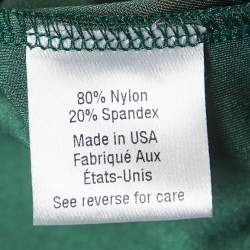 80% Nylon
20% Spandex
Made in USA
Fabriqué Aux
États-Unis
See reverse for care